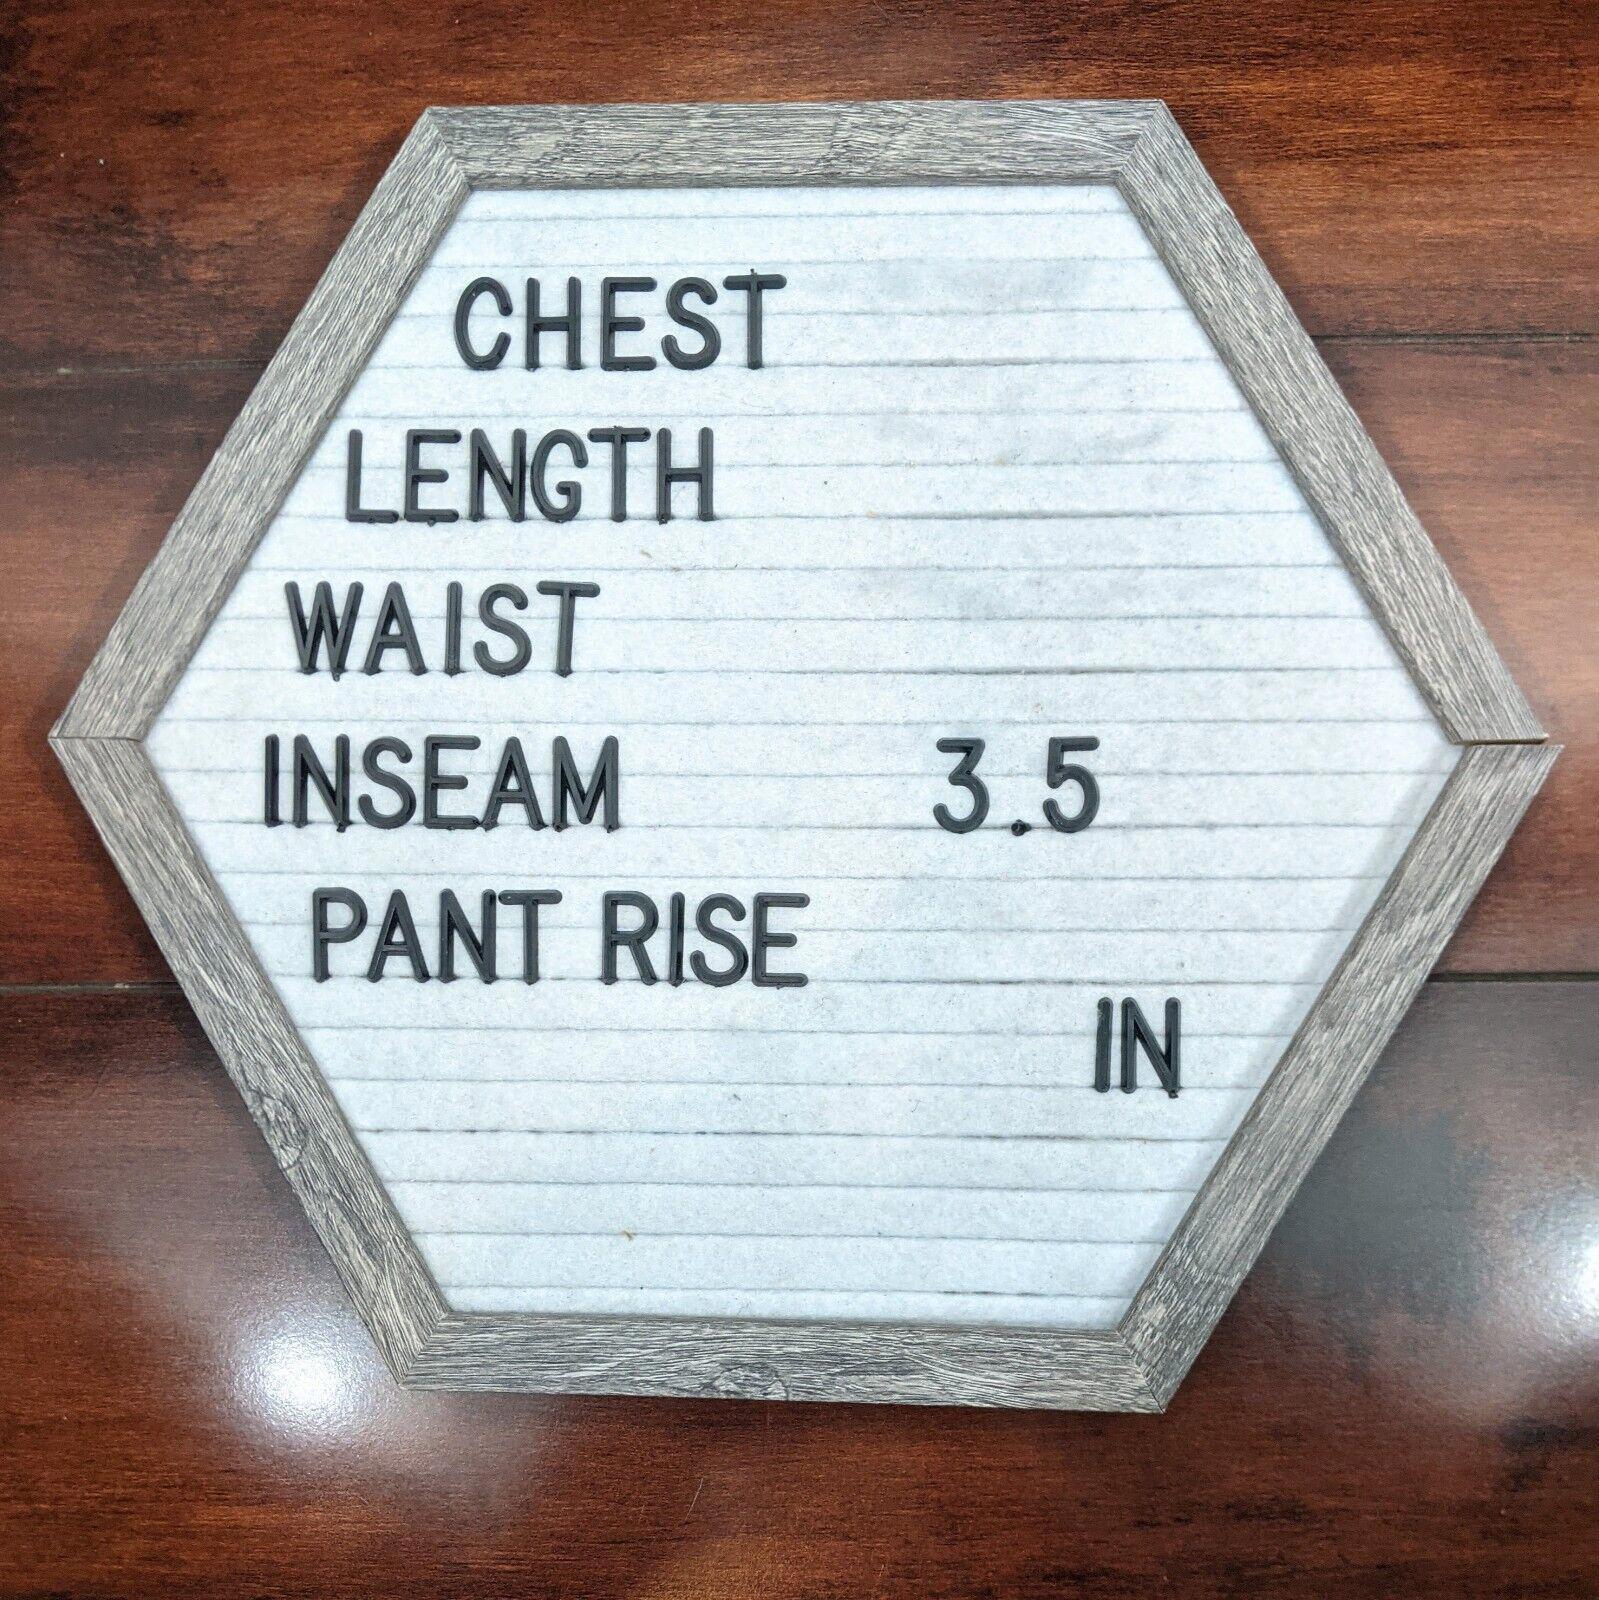 CHEST
LENGTH
WAIST
INSEAM 3.5
PANT RISE
IN